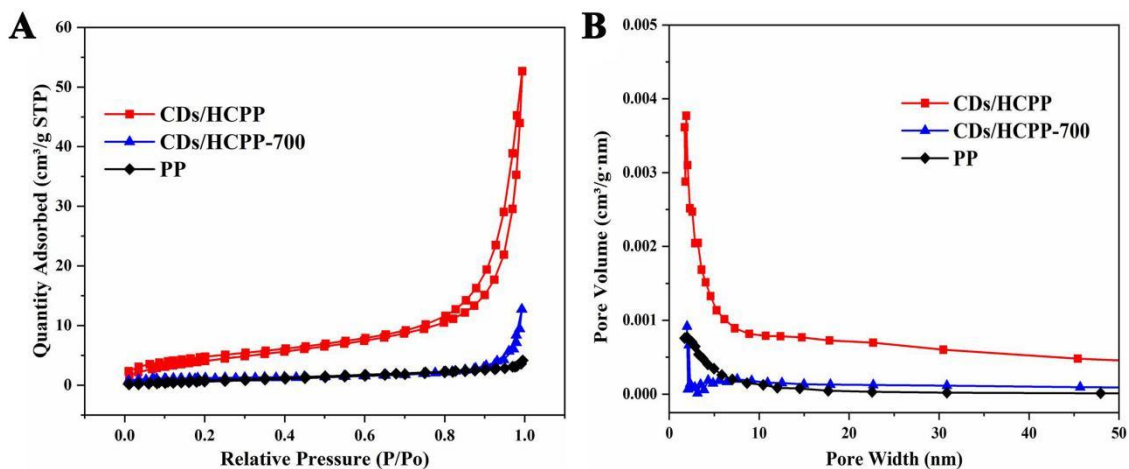 A
Quantity Adsorbed (cm³/g STP)
60
50
40
30
20
10
0
CDs/HCPP
CDs/HCPP-700
PP
0.0 0.2 0.4 0.6 0.8 1.0
Relative Pressure (P/Po)
B
Pore Volume (cm³/g·nm)
0.005
0.004
0.003
0.002
0.001
0.000
CDs/HCPP
CDs/HCPP-700
PP
0 10 20 30 40 50
Pore Width (nm)